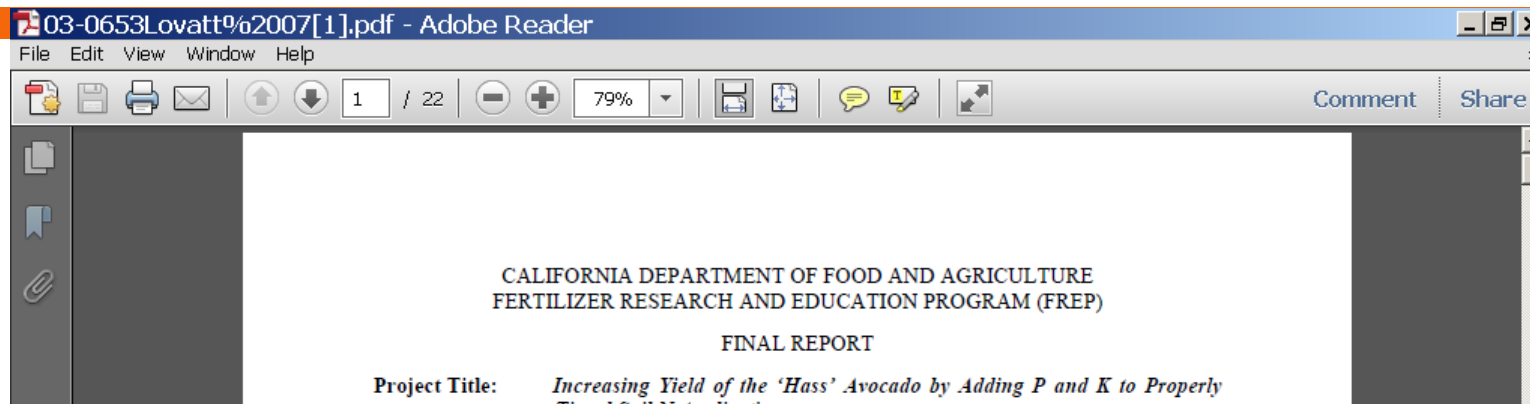 03-0653Lovatt%2007[1].pdf - Adobe Reader
File Edit View Window Help
1 / 22 79% Comment Share
CALIFORNIA DEPARTMENT OF FOOD AND AGRICULTURE
FERTILIZER RESEARCH AND EDUCATION PROGRAM (FREP)
FINAL REPORT
Project Title: Increasing Yield of the ‘Hass’ Avocado by Adding P and K to Properly